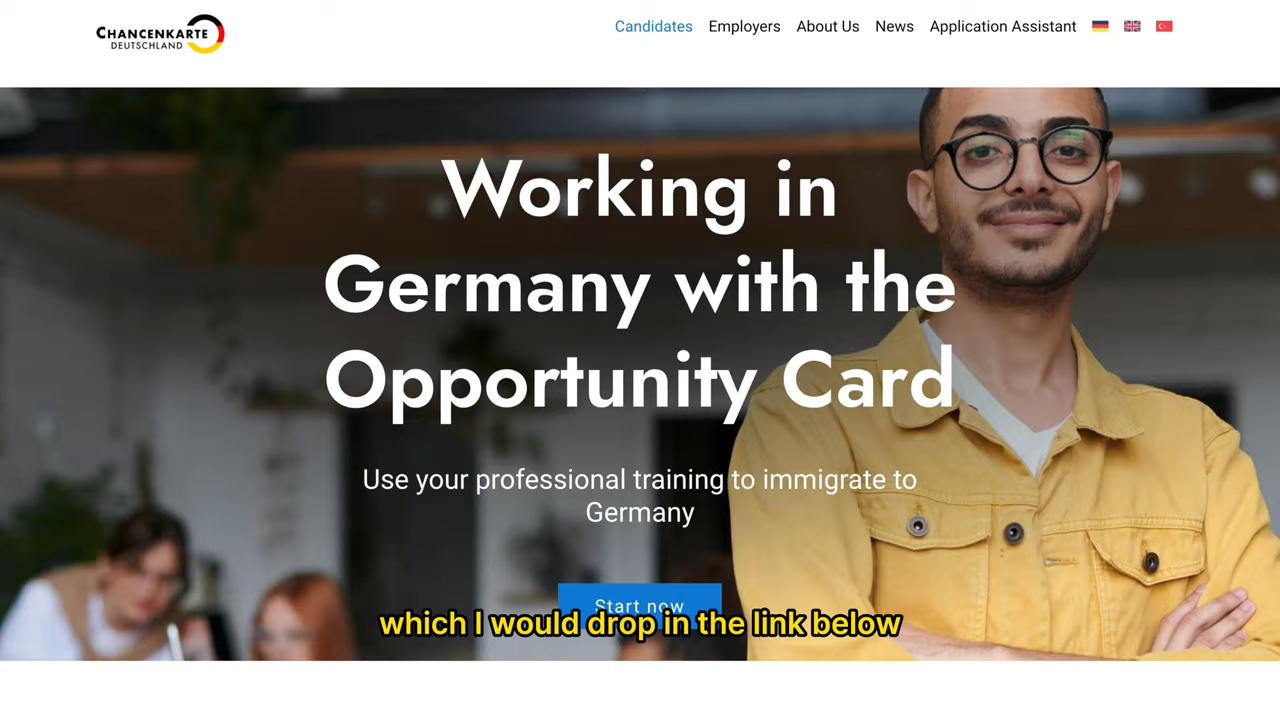 CHANCENKARTE
DEUTSCHLAND
Candidates Employers About Us News Application Assistant
Working in
Germany with the
Opportunity Card
Use your professional training to immigrate to
Germany
Start now
which I would drop in the link below